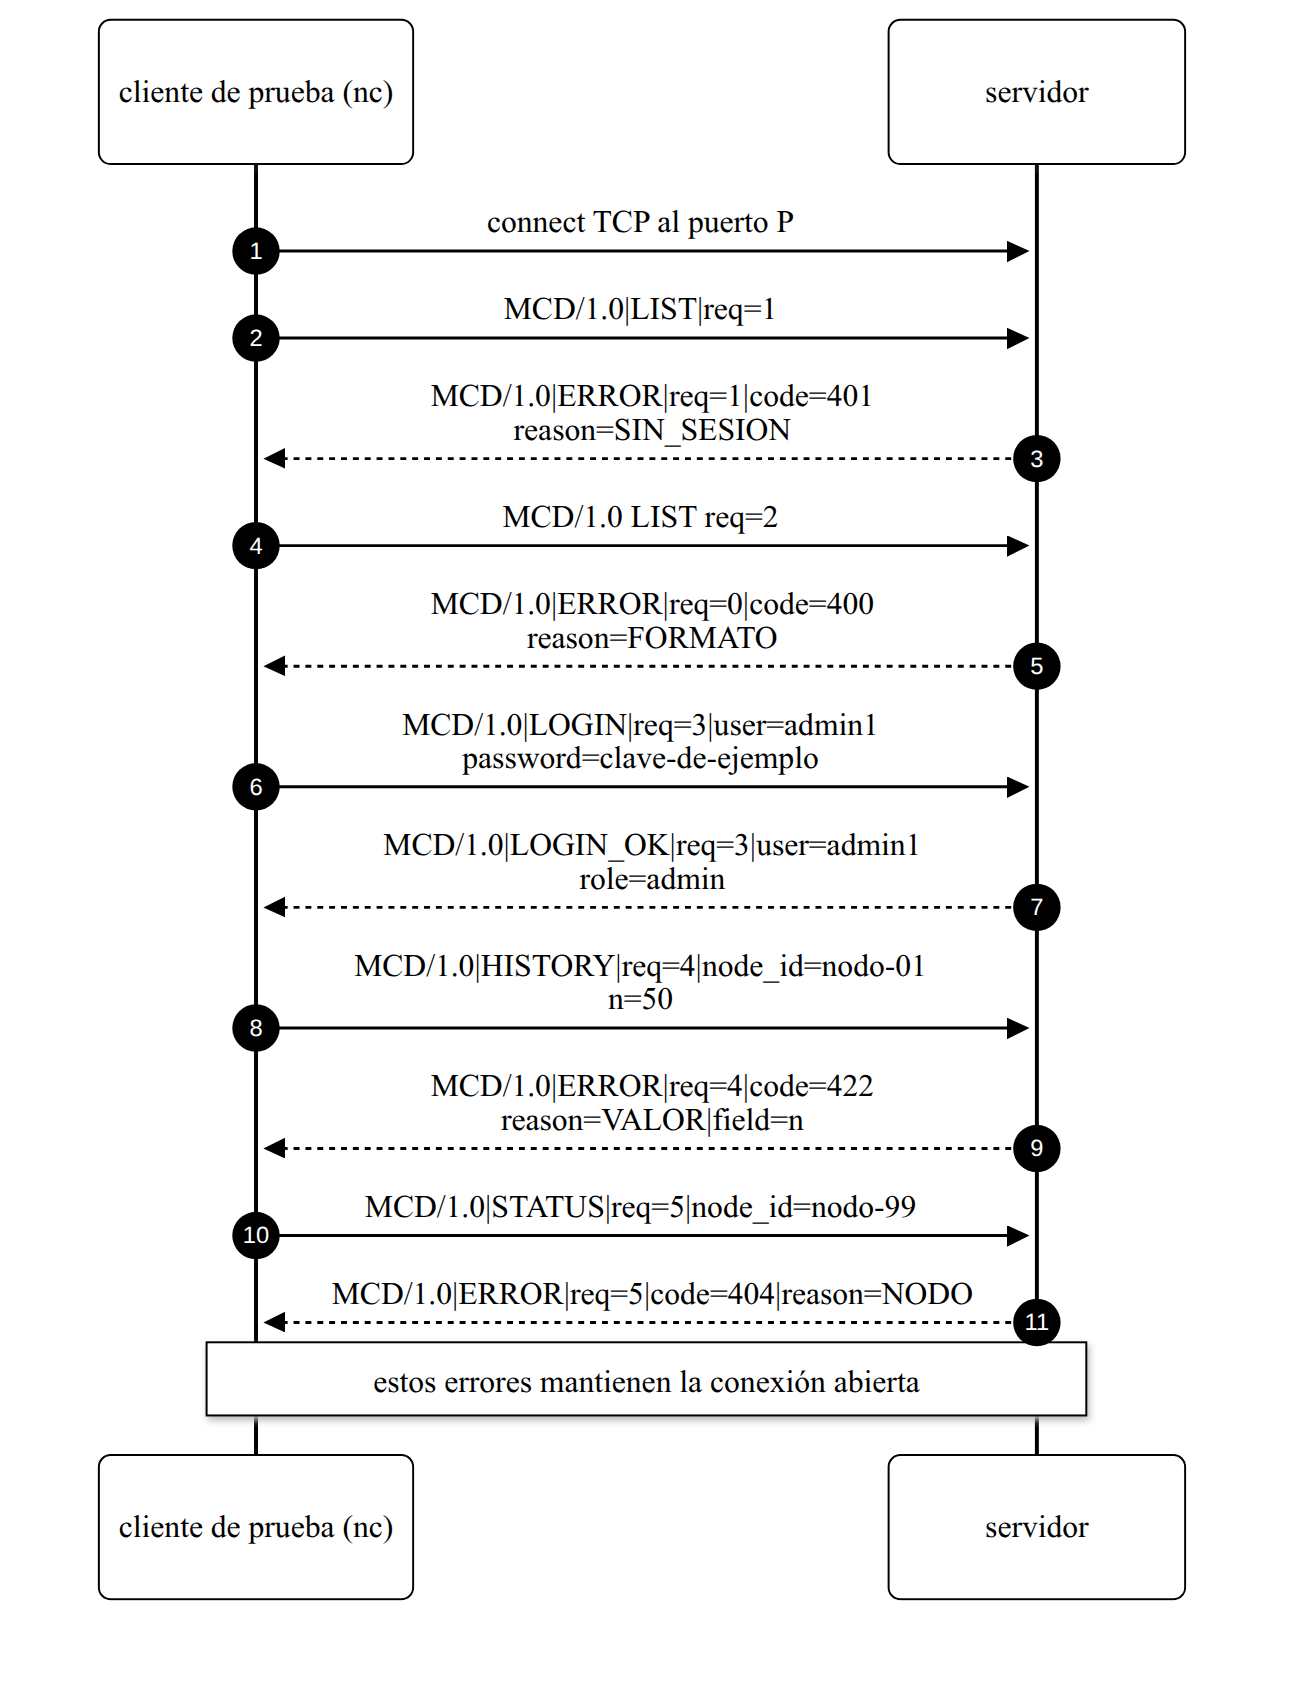 cliente de prueba (nc)
servidor
connect TCP al puerto P
1
MCD/1.0|LIST|req=1
2
MCD/1.0|ERROR|req=1|code=401
reason=SIN_SESION
3
MCD/1.0 LIST req=2
4
MCD/1.0|ERROR|req=0|code=400
reason=FORMATO
5
MCD/1.0|LOGIN|req=3|user=admin1
password=clave-de-ejemplo
6
MCD/1.0|LOGIN_OK|req=3|user=admin1
role=admin
7
MCD/1.0|HISTORY|req=4|node_id=nodo-01
n=50
8
MCD/1.0|ERROR|req=4|code=422
reason=VALOR|field=n
9
MCD/1.0|STATUS|req=5|node_id=nodo-99
10
MCD/1.0|ERROR|req=5|code=404|reason=NODO
11
estos errores mantienen la conexión abierta
cliente de prueba (nc)
servidor